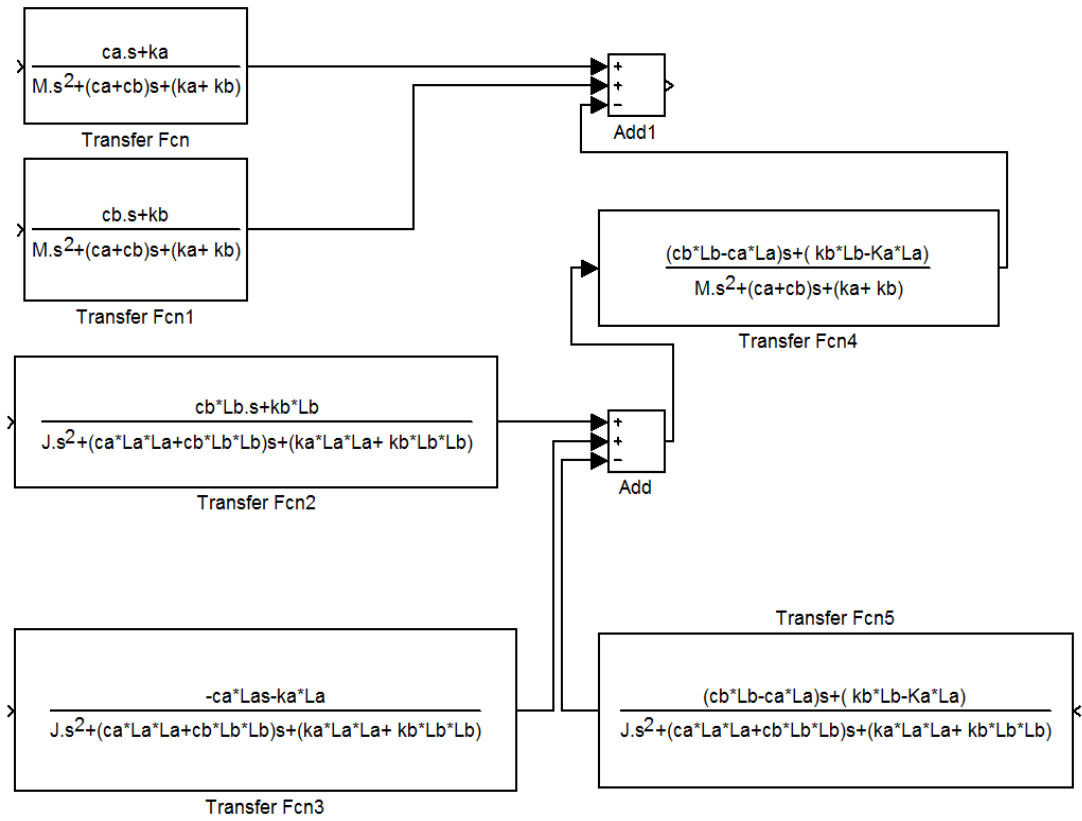 ca.s+ka
M.s2+(ca+cb)s+(ka+ kb)
Transfer Fcn
+
+
−
Add1
cb.s+kb
M.s2+(ca+cb)s+(ka+ kb)
Transfer Fcn1
(cb*Lb-ca*La)s+( kb*Lb-Ka*La)
M.s2+(ca+cb)s+(ka+ kb)
Transfer Fcn4
cb*Lb.s+kb*Lb
J.s2+(ca*La*La+cb*Lb*Lb)s+(ka*La*La+ kb*Lb*Lb)
Transfer Fcn2
+
+
−
Add
-ca*Las-ka*La
J.s2+(ca*La*La+cb*Lb*Lb)s+(ka*La*La+ kb*Lb*Lb)
Transfer Fcn3
Transfer Fcn5
(cb*Lb-ca*La)s+( kb*Lb-Ka*La)
J.s2+(ca*La*La+cb*Lb*Lb)s+(ka*La*La+ kb*Lb*Lb)